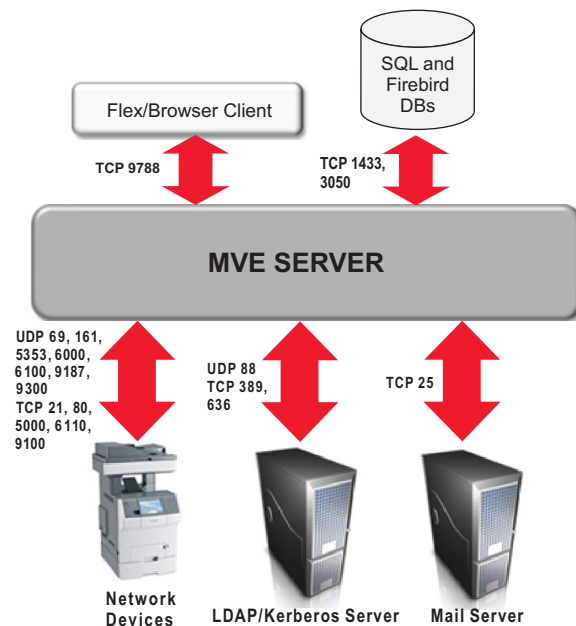 SQL and
Firebird
DBs
Flex/Browser Client
TCP 9788
TCP 1433,
3050
MVE SERVER
UDP 69, 161,
5353, 6000,
6100, 9187,
9300
TCP 21, 80,
5000, 6110,
9100
UDP 88
TCP 389,
636
TCP 25
Network
Devices
LDAP/Kerberos Server
Mail Server